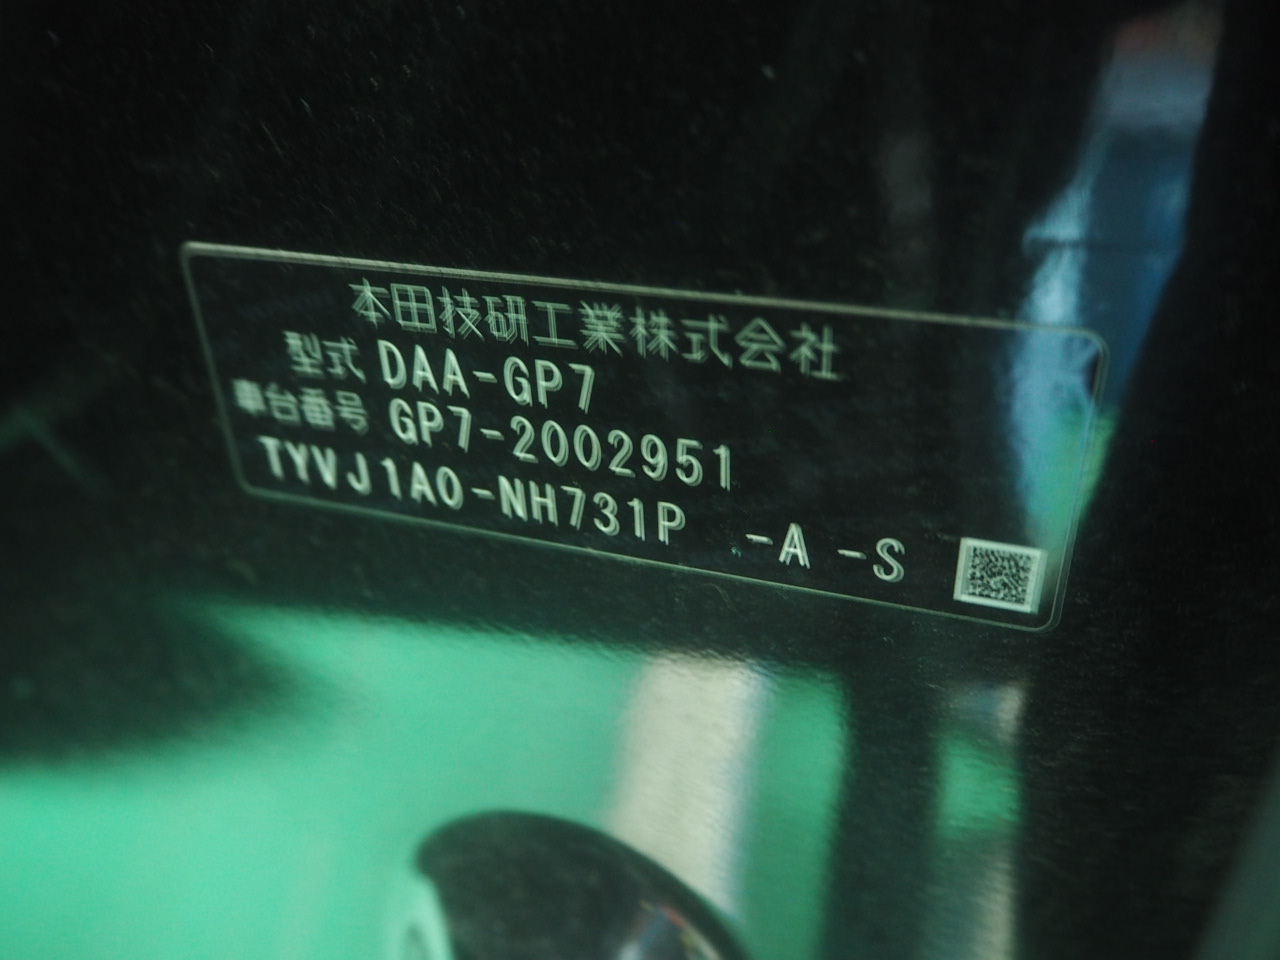 本田技研工業株式会社
型式 DAA-GP7
車台番号 GP7-2002951
TYVJ1A0-NH731P -A -S